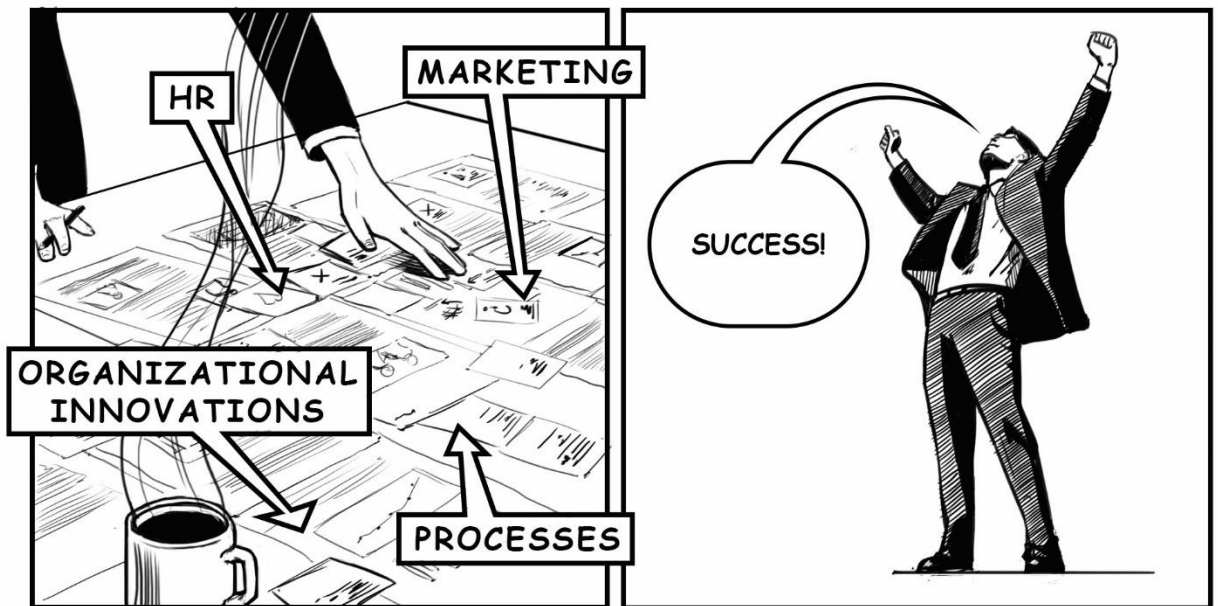 HR
MARKETING
ORGANIZATIONAL
INNOVATIONS
PROCESSES
SUCCESS!